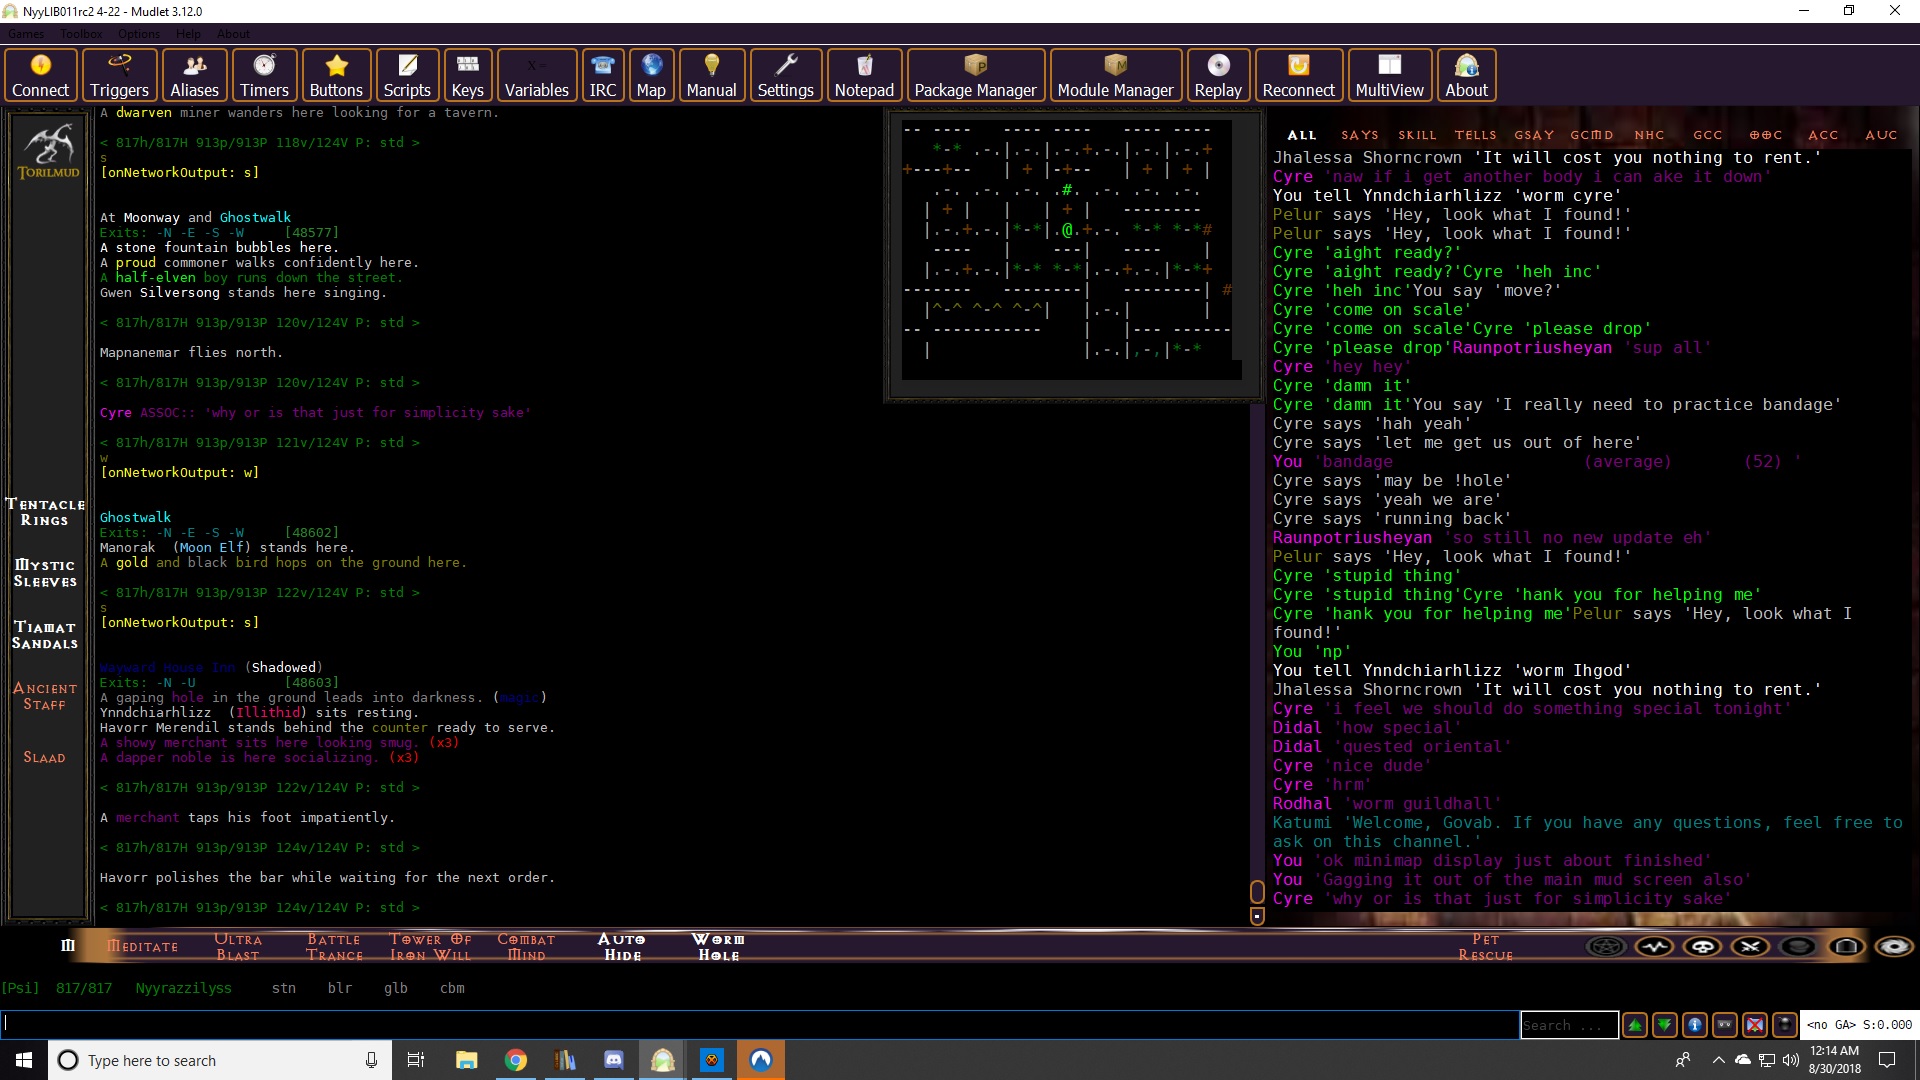 NyyLIB011rc2 4-22 - Mudlet 3.12.0
Games Toolbox Options Help About
Connect Triggers Aliases Timers Buttons Scripts Keys Variables IRC Map Manual Settings Notepad Package Manager Module Manager Replay Reconnect MultiView About
TORILMUD
TENTACLE
RINGS
MYSTIC
SLEEVES
TIAMAT
SANDALS
ANCIENT
STAFF
SLAAD
A dwarven miner wanders here looking for a tavern.
< 817h/817H 913p/913P 118v/124V P: std >
s
[onNetworkOutput: s]
At Moonway and Ghostwalk
Exits: -N -E -S -W [48577]
A stone fountain bubbles here.
A proud commoner walks confidently here.
A half-elven boy runs down the street.
Gwen Silversong stands here singing.
< 817h/817H 913p/913P 120v/124V P: std >
Mapnanemar flies north.
< 817h/817H 913p/913P 120v/124V P: std >
Cyre ASSOC:: 'why or is that just for simplicity sake'
< 817h/817H 913p/913P 121v/124V P: std >
w
[onNetworkOutput: w]
Ghostwalk
Exits: -N -E -S -W [48602]
Manorak (Moon Elf) stands here.
A gold and black bird hops on the ground here.
< 817h/817H 913p/913P 122v/124V P: std >
s
[onNetworkOutput: s]
Wayward House Inn (Shadowed)
Exits: -N -U [48603]
A gaping hole in the ground leads into darkness. (magic)
Ynndchiarhlizz (Illithid) sits resting.
Havorr Merendil stands behind the counter ready to serve.
A showy merchant sits here looking smug. (x3)
A dapper noble is here socializing. (x3)
< 817h/817H 913p/913P 122v/124V P: std >
A merchant taps his foot impatiently.
< 817h/817H 913p/913P 124v/124V P: std >
Havorr polishes the bar while waiting for the next order.
< 817h/817H 913p/913P 124v/124V P: std >
ALL SAYS SKILL TELLS GSAY GCMD NHC GCC OOC ACC AUC
Jhalessa Shorncrown 'It will cost you nothing to rent.'
Cyre 'naw if i get another body i can ake it down'
You tell Ynndchiarhlizz 'worm cyre'
Pelur says 'Hey, look what I found!'
Pelur says 'Hey, look what I found!'
Cyre 'aight ready?'
Cyre 'aight ready?'Cyre 'heh inc'
Cyre 'heh inc'You say 'move?'
Cyre 'come on scale'
Cyre 'come on scale'Cyre 'please drop'
Cyre 'please drop'Raunpotriusheyan 'sup all'
Cyre 'hey hey'
Cyre 'damn it'
Cyre 'damn it'You say 'I really need to practice bandage'
Cyre says 'hah yeah'
Cyre says 'let me get us out of here'
You 'bandage (average) (52) '
Cyre says 'may be !hole'
Cyre says 'yeah we are'
Cyre says 'running back'
Raunpotriusheyan 'so still no new update eh'
Pelur says 'Hey, look what I found!'
Cyre 'stupid thing'
Cyre 'stupid thing'Cyre 'hank you for helping me'
Cyre 'hank you for helping me'Pelur says 'Hey, look what I
found!'
You 'np'
You tell Ynndchiarhlizz 'worm Ihgod'
Jhalessa Shorncrown 'It will cost you nothing to rent.'
Cyre 'i feel we should do something special tonight'
Didal 'how special'
Didal 'quested oriental'
Cyre 'nice dude'
Cyre 'hrm'
Rodhal 'worm guildhall'
Katumi 'Welcome, Govab. If you have any questions, feel free to
ask on this channel.'
You 'ok minimap display just about finished'
You 'Gagging it out of the main mud screen also'
Cyre 'why or is that just for simplicity sake'
M MEDITATE ULTRA BLAST BATTLE TRANCE TOWER OF IRON WILL COMBAT MIND AUTO HIDE WORM HOLE PET RESCUE
[Psi] 817/817 Nyyrazzilyss stn blr glb cbm
Search ...
<no GA> S:0.000
Type here to search
12:14 AM
8/30/2018